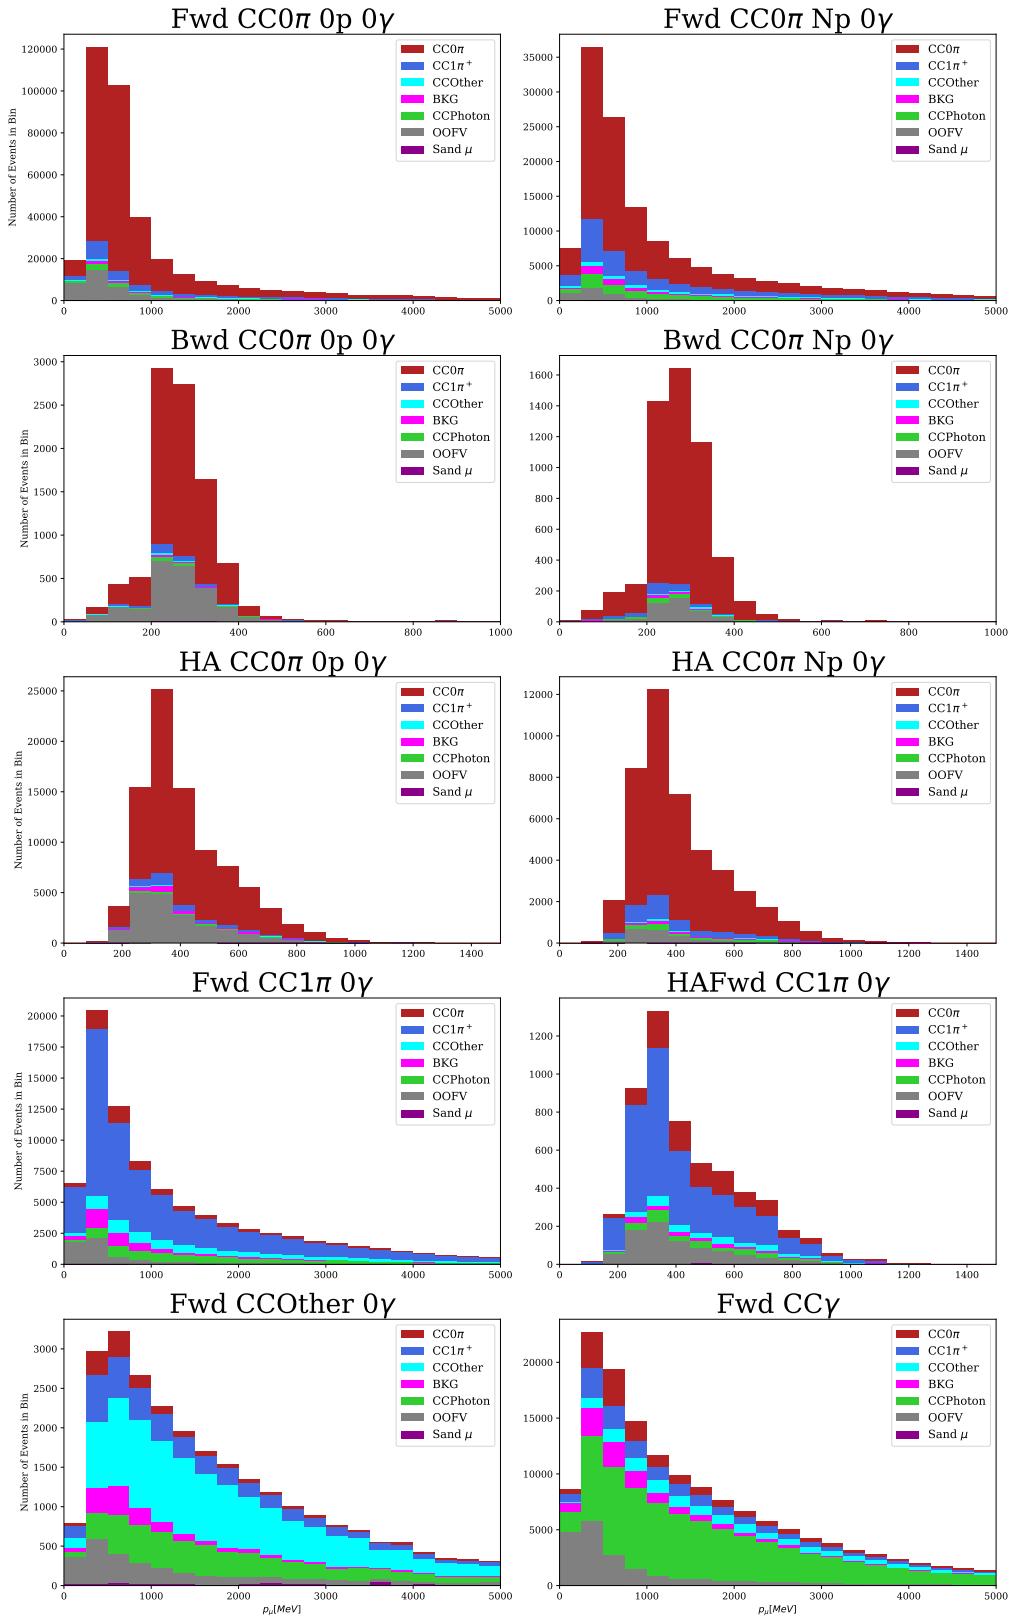 Fwd CC0π 0p 0γ
Number of Events in Bin
120000
100000
80000
60000
40000
20000
0
0 1000 2000 3000 4000 5000
CC0π
CC1π⁺
CCOther
BKG
CCPhoton
OOFV
Sand μ
Fwd CC0π Np 0γ
35000
30000
25000
20000
15000
10000
5000
0
0 1000 2000 3000 4000 5000
CC0π
CC1π⁺
CCOther
BKG
CCPhoton
OOFV
Sand μ
Bwd CC0π 0p 0γ
Number of Events in Bin
3000
2500
2000
1500
1000
500
0
0 200 400 600 800 1000
CC0π
CC1π⁺
CCOther
BKG
CCPhoton
OOFV
Sand μ
Bwd CC0π Np 0γ
1600
1400
1200
1000
800
600
400
200
0
0 200 400 600 800 1000
CC0π
CC1π⁺
CCOther
BKG
CCPhoton
OOFV
Sand μ
HA CC0π 0p 0γ
Number of Events in Bin
25000
20000
15000
10000
5000
0
0 200 400 600 800 1000 1200 1400
CC0π
CC1π⁺
CCOther
BKG
CCPhoton
OOFV
Sand μ
HA CC0π Np 0γ
12000
10000
8000
6000
4000
2000
0
0 200 400 600 800 1000 1200 1400
CC0π
CC1π⁺
CCOther
BKG
CCPhoton
OOFV
Sand μ
Fwd CC1π 0γ
Number of Events in Bin
20000
17500
15000
12500
10000
7500
5000
2500
0
0 1000 2000 3000 4000 5000
CC0π
CC1π⁺
CCOther
BKG
CCPhoton
OOFV
Sand μ
HAFwd CC1π 0γ
1200
1000
800
600
400
200
0
0 200 400 600 800 1000 1200 1400
CC0π
CC1π⁺
CCOther
BKG
CCPhoton
OOFV
Sand μ
Fwd CCOther 0γ
Number of Events in Bin
3000
2500
2000
1500
1000
500
0
0 1000 2000 3000 4000 5000
pμ[MeV]
CC0π
CC1π⁺
CCOther
BKG
CCPhoton
OOFV
Sand μ
Fwd CCγ
20000
15000
10000
5000
0
0 1000 2000 3000 4000 5000
pμ[MeV]
CC0π
CC1π⁺
CCOther
BKG
CCPhoton
OOFV
Sand μ